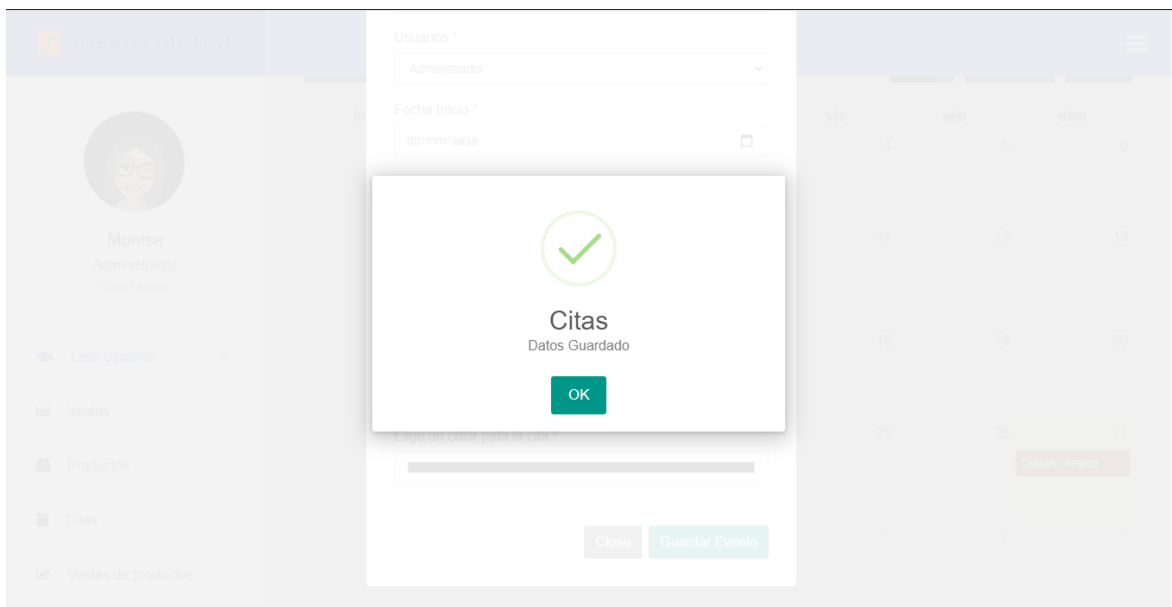 AGENDA DIGITAL
Usuarios *
Administrador
Fecha Inicio *
dd/mm/aaaa
lu
vie
sáb
dom
4
5
6
Montse
Administrador
11
12
13
Citas
Datos Guardado
OK
Lista usuarios
18
19
20
Ventas
Elige un color para la cita *
25
26
27
Dudas compra
Productos
Citas
Close
Guardar Evento
Ventas de productos